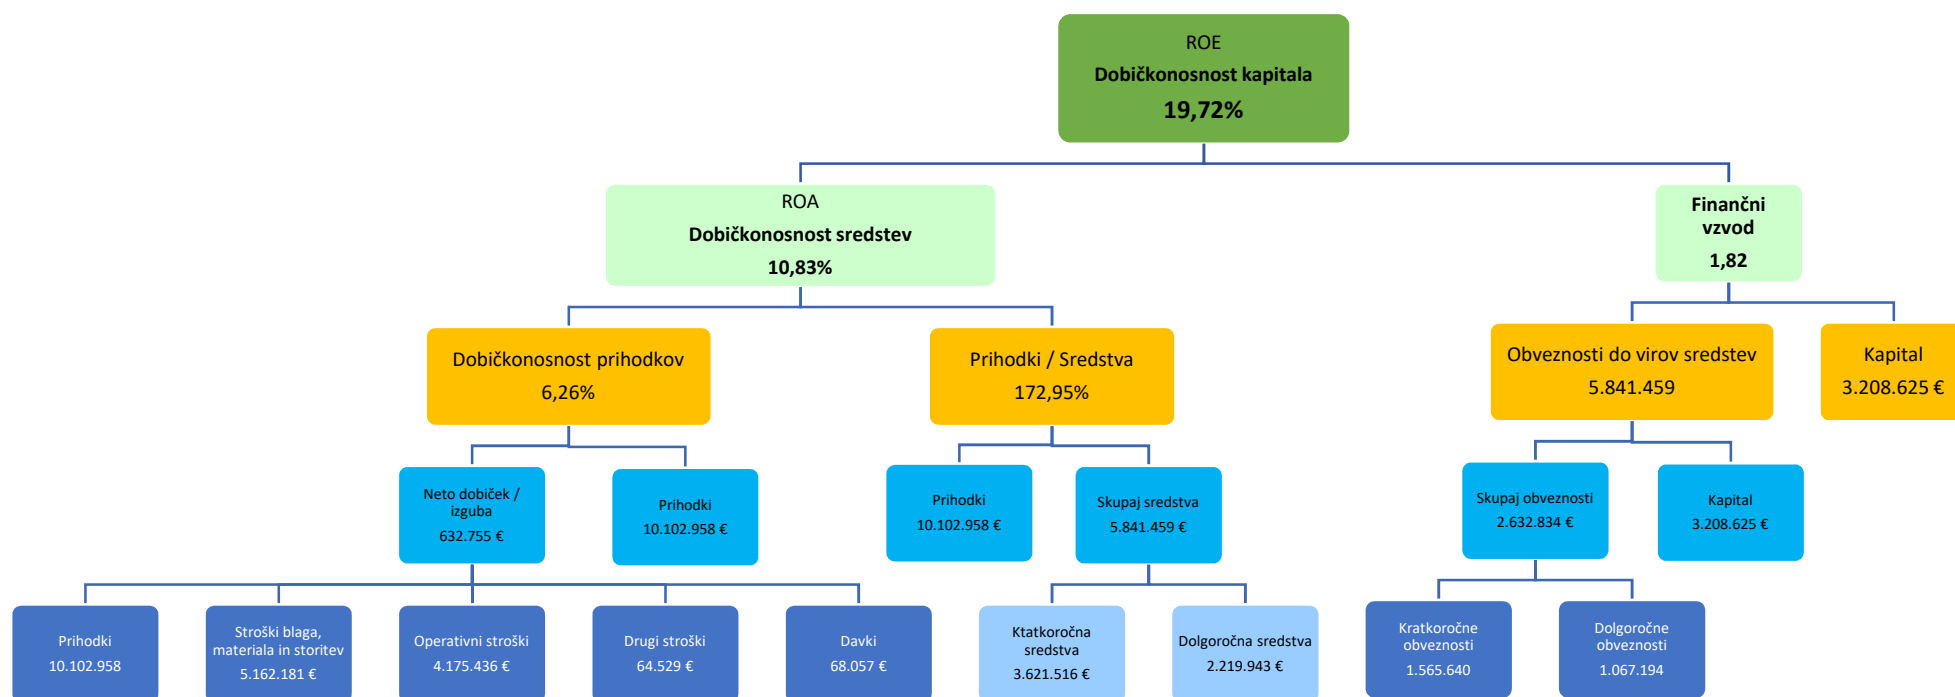 ROE
Dobičkonosnost kapitala
19,72%
ROA
Dobičkonosnost sredstev
10,83%
Finančni
vzvod
1,82
Dobičkonosnost prihodkov
6,26%
Prihodki / Sredstva
172,95%
Obveznosti do virov sredstev
5.841.459
Kapital
3.208.625 €
Neto dobiček /
izguba
632.755 €
Prihodki
10.102.958 €
Prihodki
10.102.958 €
Skupaj sredstva
5.841.459 €
Skupaj obveznosti
2.632.834 €
Kapital
3.208.625 €
Prihodki
10.102.958
Stroški blaga,
materiala in storitev
5.162.181 €
Operativni stroški
4.175.436 €
Drugi stroški
64.529 €
Davki
68.057 €
Ktatkoročna
sredstva
3.621.516 €
Dolgoročna sredstva
2.219.943 €
Kratkoročne
obveznosti
1.565.640
Dolgoročne
obveznosti
1.067.194